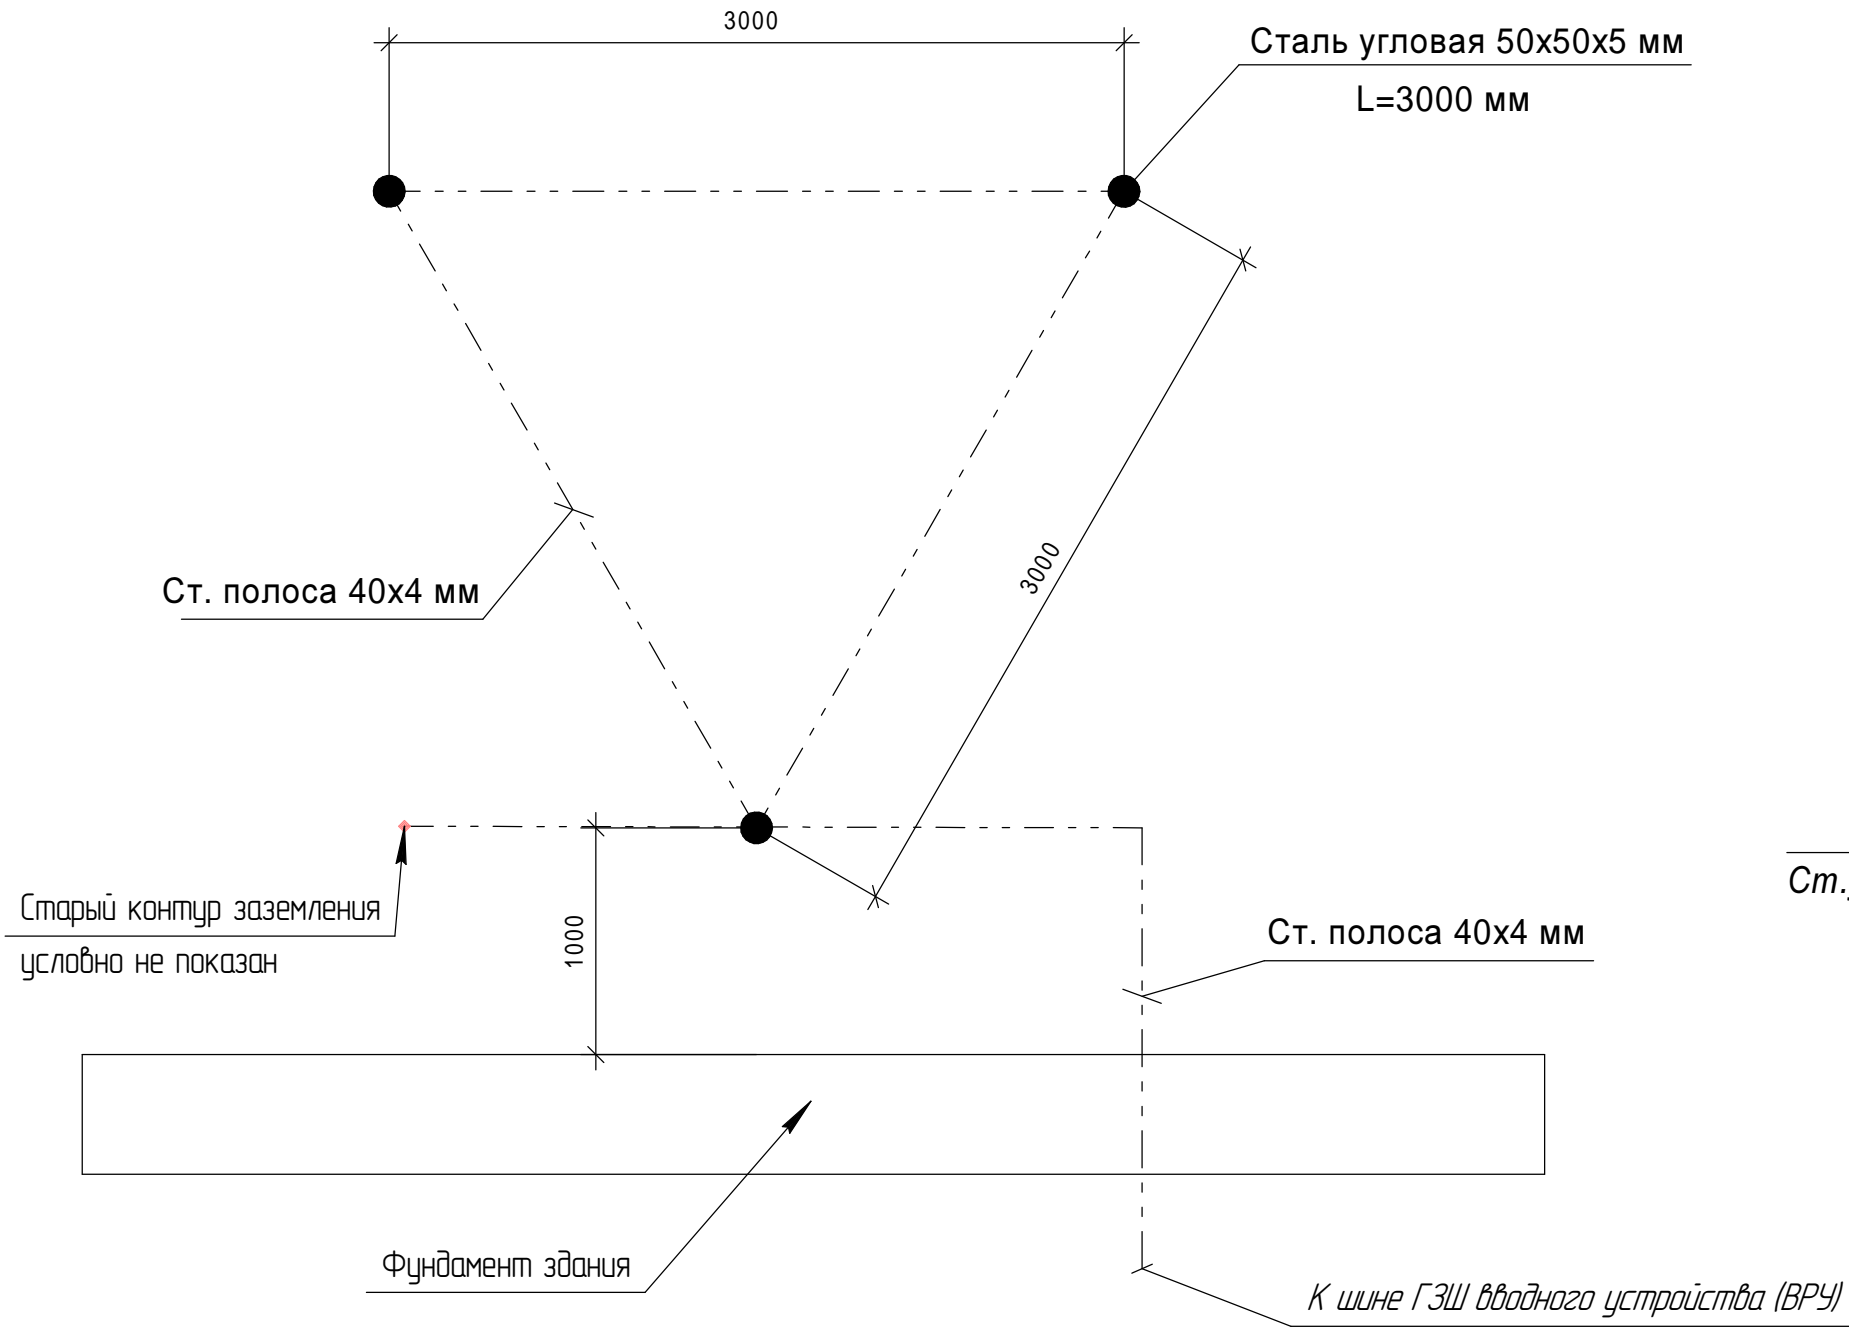 3000
Сталь угловая 50х50х5 мм
L=3000 мм
3000
Ст. полоса 40х4 мм
Старый контур заземления
условно не показан
1000
Ст.
Ст. полоса 40х4 мм
Фундамент здания
К шине ГЗШ вводного устройства (ВРУ)